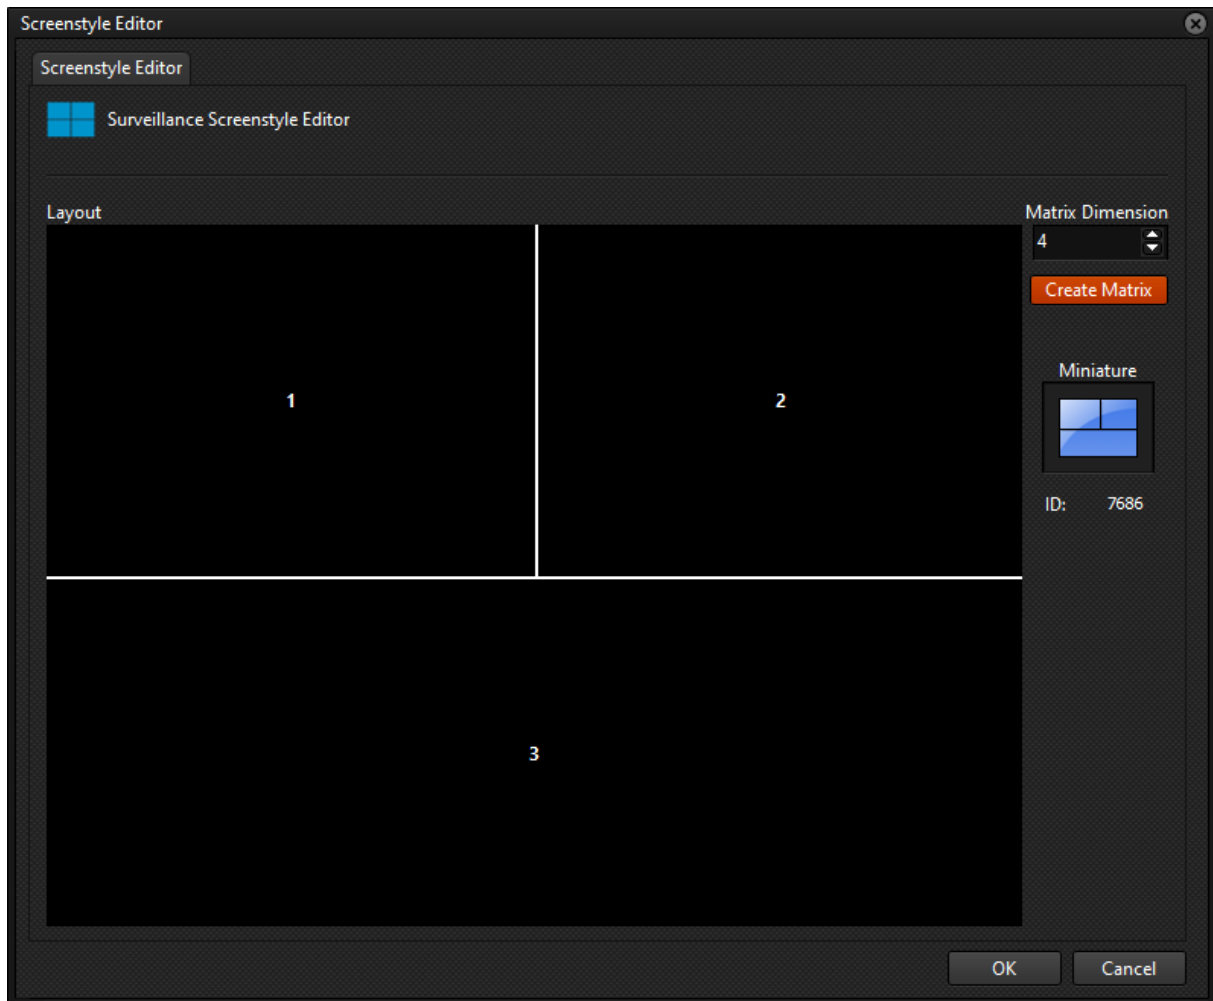 Screenstyle Editor
Screenstyle Editor
Surveillance Screenstyle Editor
Layout
Matrix Dimension
4
Create Matrix
1
2
Miniature
ID: 7686
3
OK
Cancel